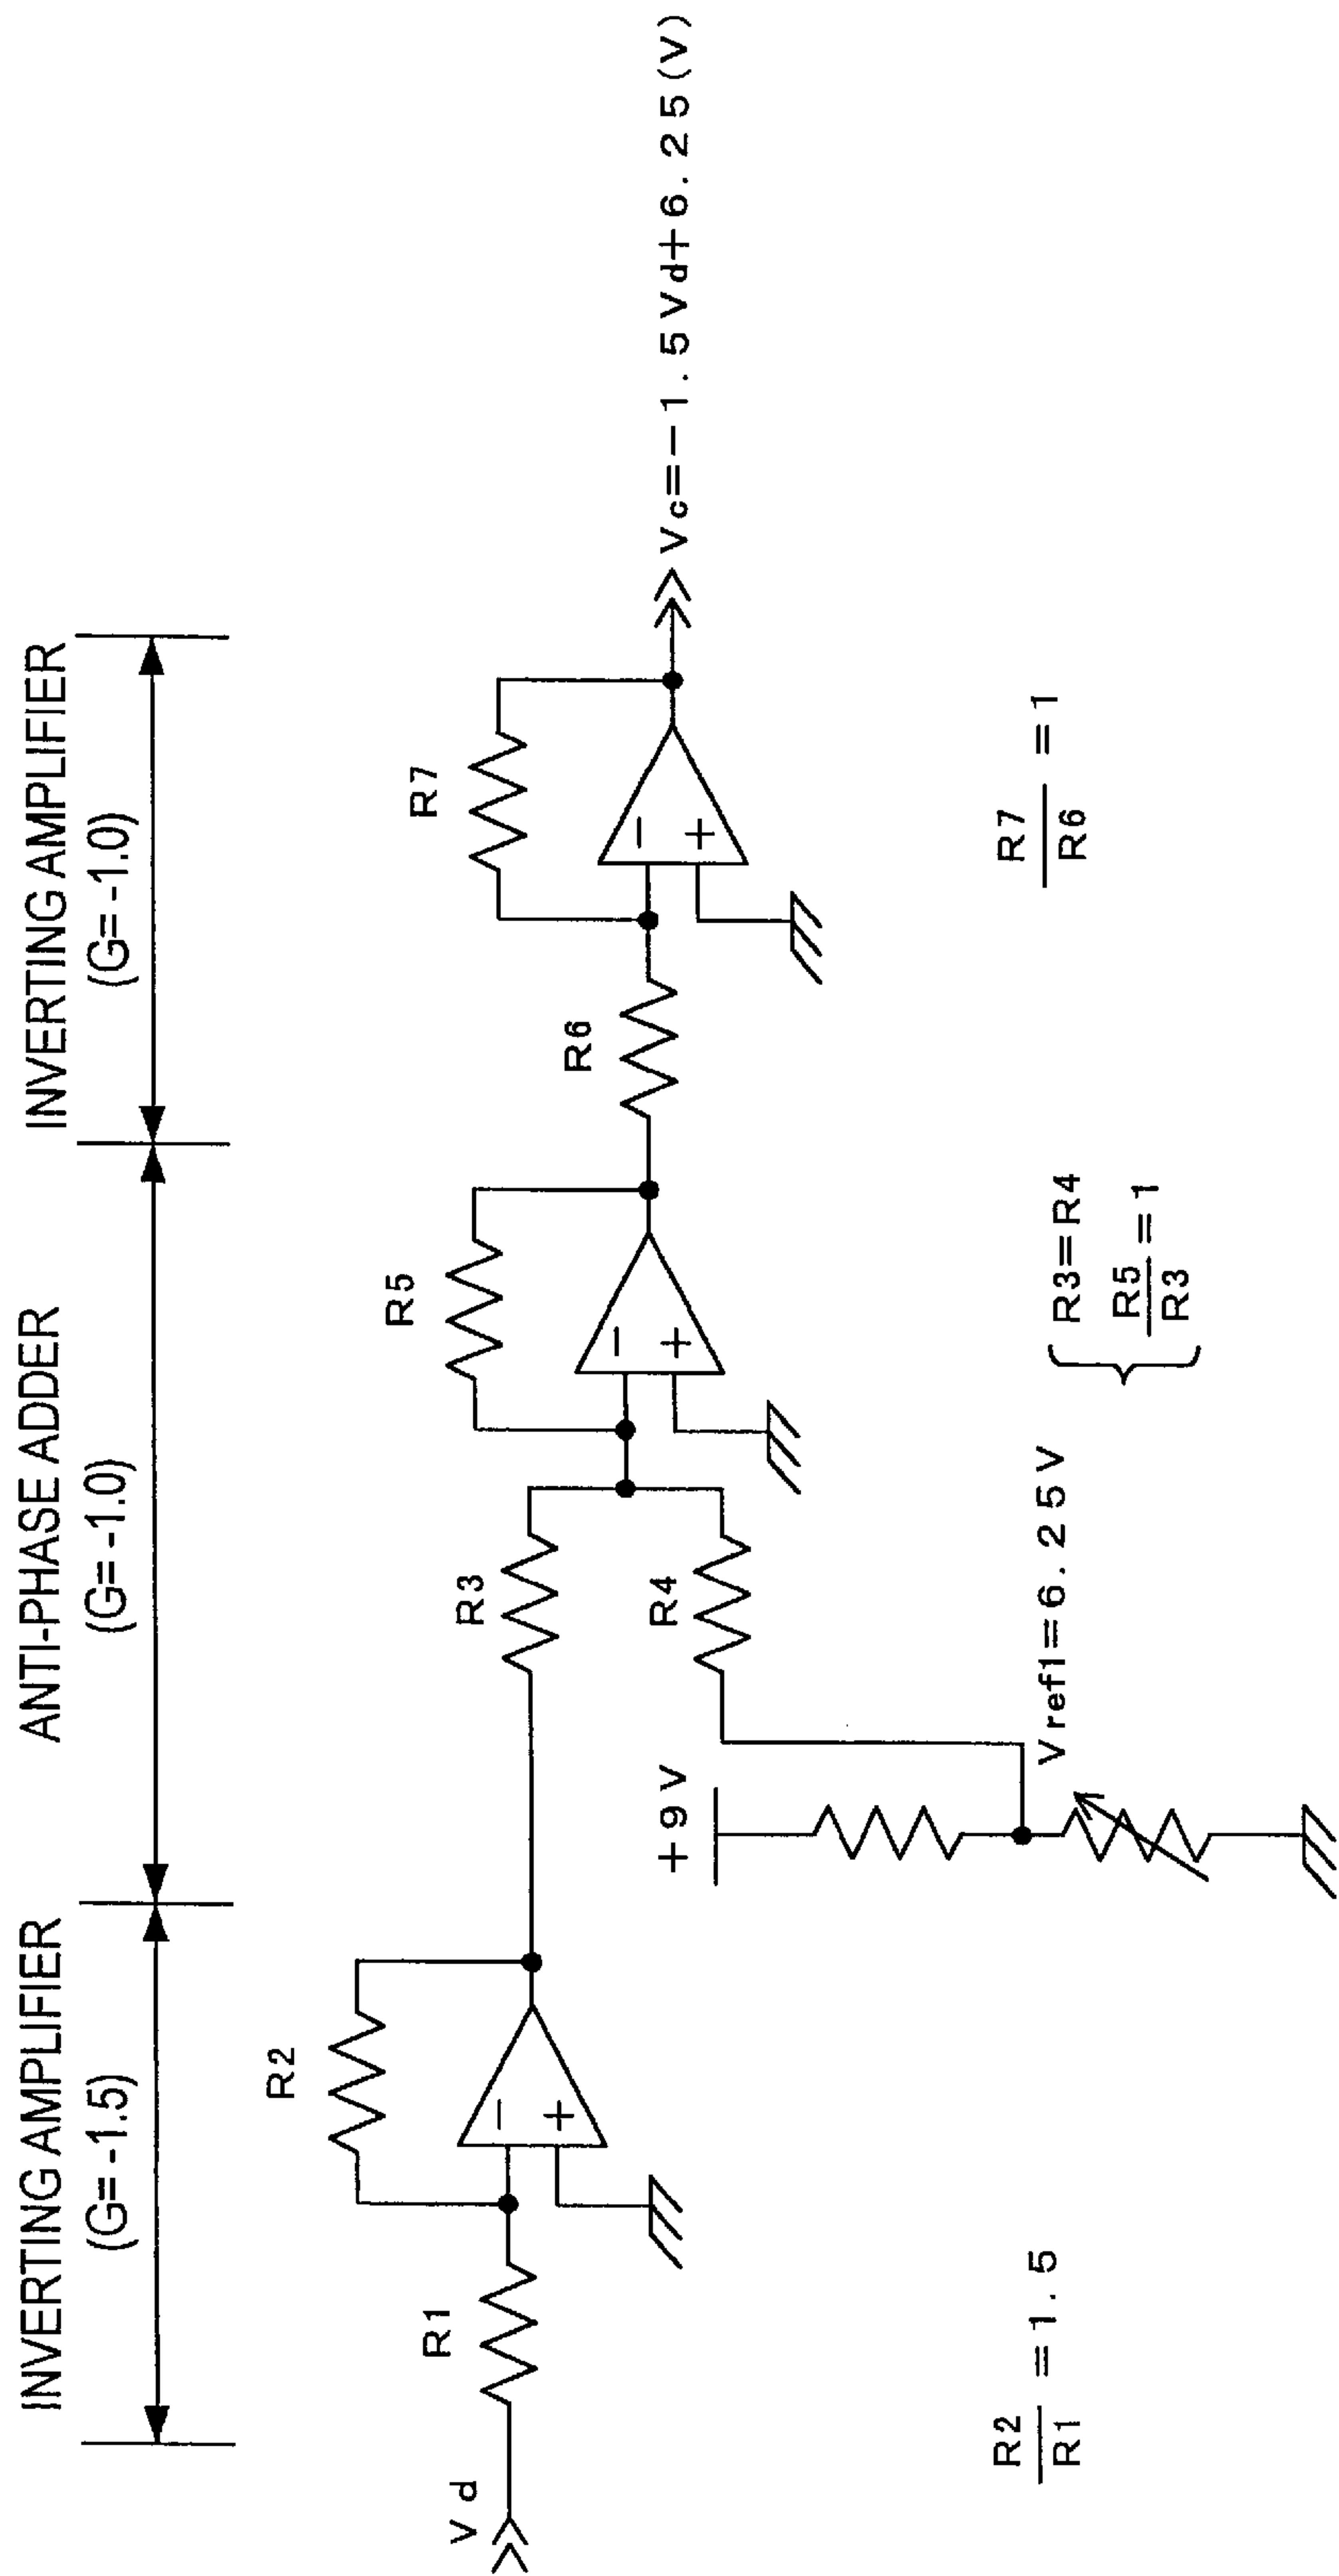 INVERTING AMPLIFIER
(G=-1.5)
ANTI-PHASE ADDER
(G=-1.0)
INVERTING AMPLIFIER
(G=-1.0)
Vd
R1
R2
-
+
R3
R4
+9V
Vref1=6.25V
R5
-
+
R6
R7
-
+
Vc=-1.5Vd+6.25(V)
R2
R1
=1.5
R3=R4
R5
R3
=1
R7
R6
=1